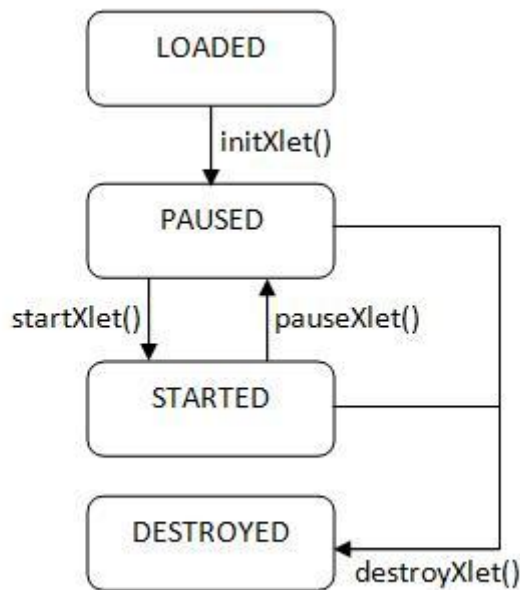 LOADED
initXlet()
PAUSED
startXlet()
pauseXlet()
STARTED
DESTROYED
destroyXlet()